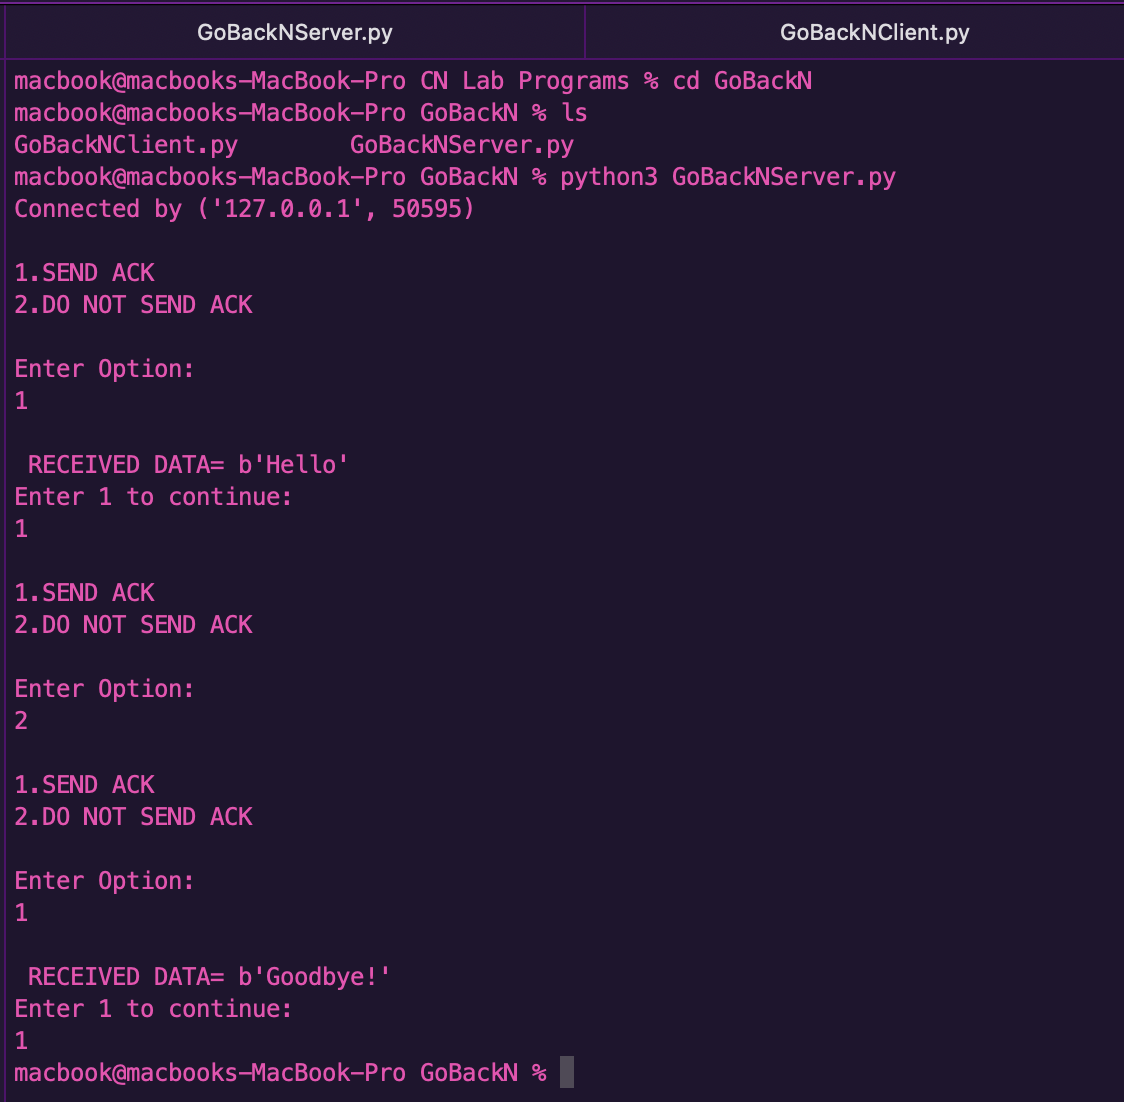 GoBackNServer.py GoBackNClient.py
macbook@macbooks-MacBook-Pro CN Lab Programs % cd GoBackN
macbook@macbooks-MacBook-Pro GoBackN % ls
GoBackNClient.py        GoBackNServer.py
macbook@macbooks-MacBook-Pro GoBackN % python3 GoBackNServer.py
Connected by ('127.0.0.1', 50595)
1.SEND ACK
2.DO NOT SEND ACK
Enter Option:
1
RECEIVED DATA= b'Hello'
Enter 1 to continue:
1
1.SEND ACK
2.DO NOT SEND ACK
Enter Option:
2
1.SEND ACK
2.DO NOT SEND ACK
Enter Option:
1
RECEIVED DATA= b'Goodbye!'
Enter 1 to continue:
1
macbook@macbooks-MacBook-Pro GoBackN %